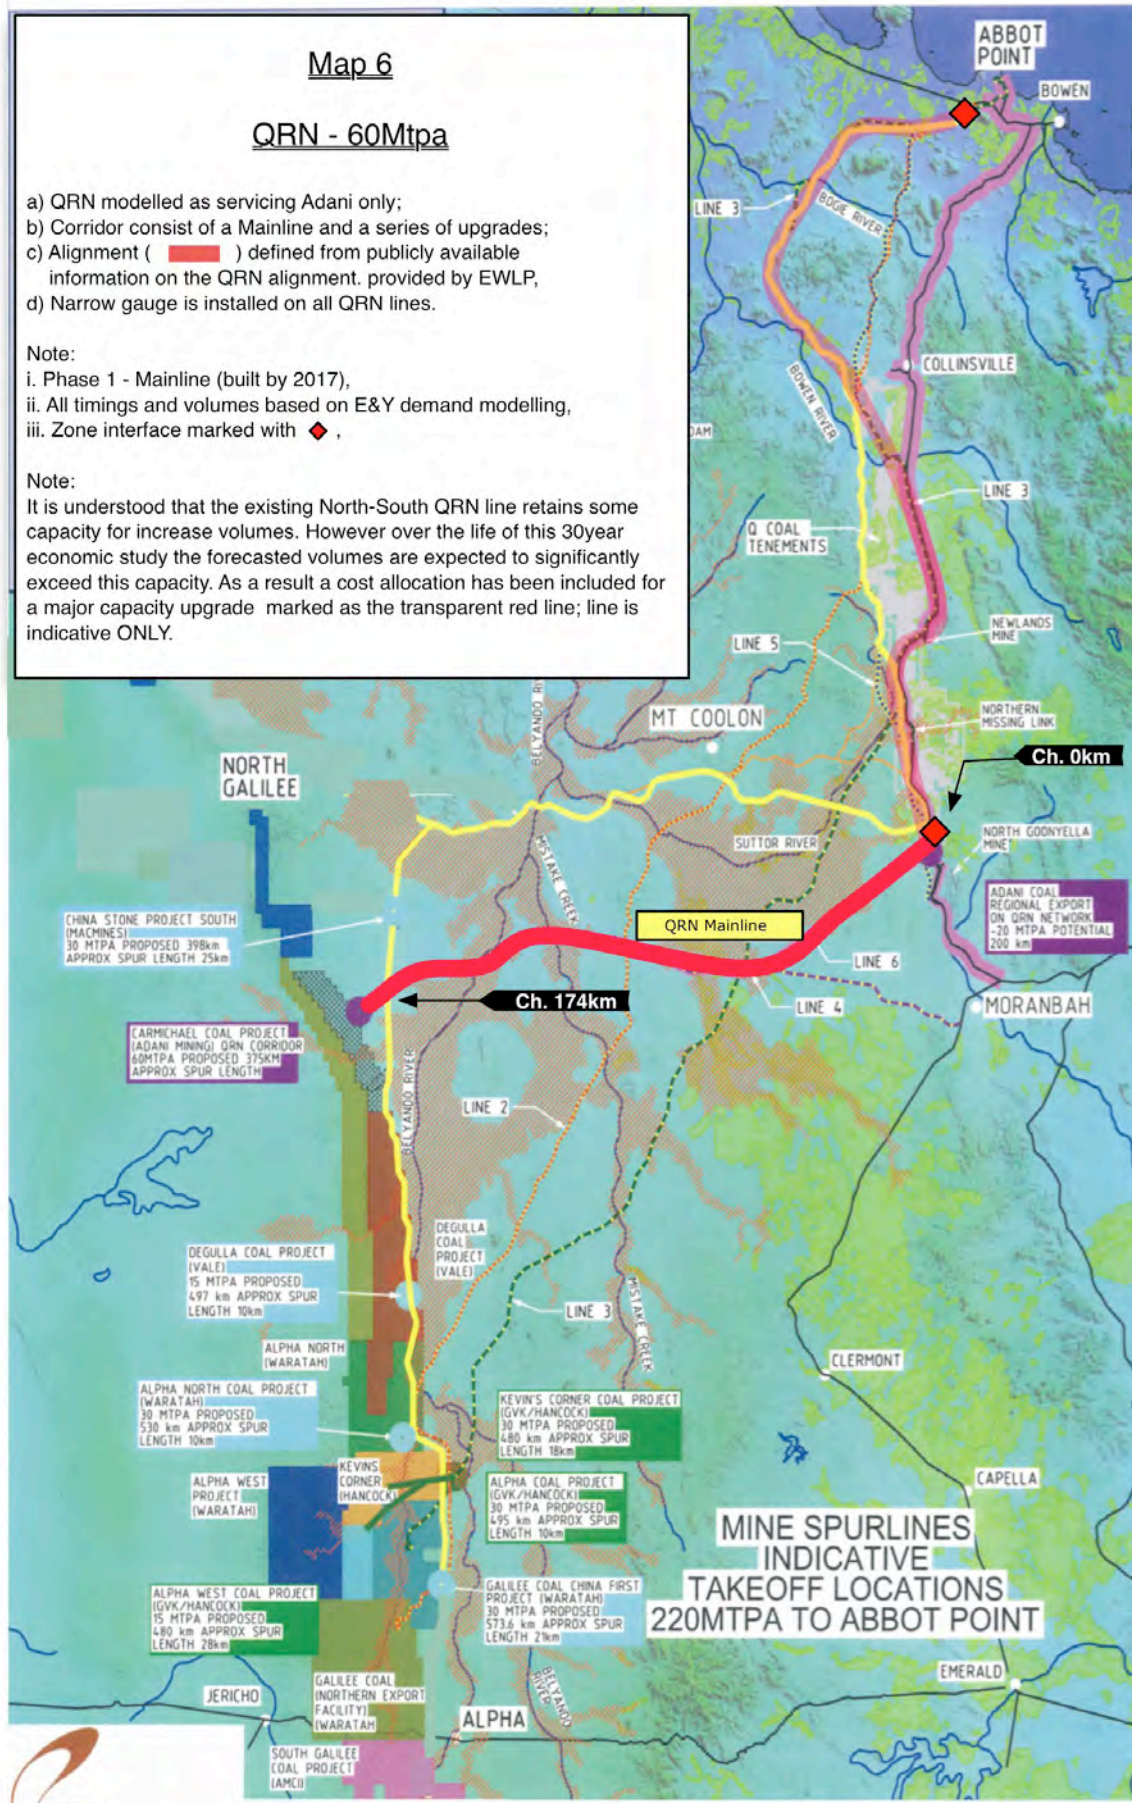 Map 6
QRN - 60Mtpa
a) QRN modelled as servicing Adani only;
b) Corridor consist of a Mainline and a series of upgrades;
c) Alignment ( ) defined from publicly available
information on the QRN alignment. provided by EWLP,
d) Narrow gauge is installed on all QRN lines.
Note:
i. Phase 1 - Mainline (built by 2017),
ii. All timings and volumes based on E&Y demand modelling,
iii. Zone interface marked with ,
Note:
It is understood that the existing North-South QRN line retains some
capacity for increase volumes. However over the life of this 30year
economic study the forecasted volumes are expected to significantly
exceed this capacity. As a result a cost allocation has been included for
a major capacity upgrade marked as the transparent red line; line is
indicative ONLY.
ABBOT
POINT
BOWEN
LINE 3
BOGIE RIVER
COLLINSVILLE
BOWEN RIVER
DAM
LINE 3
Q COAL
TENEMENTS
NEWLANDS
MINE
LINE 5
NORTHERN
MISSING LINK
BELYANDO RIV
MT COOLON
Ch. 0km
NORTH
GALILEE
SUTTOR RIVER
NORTH GOONYELLA
MINE
MISTAKE CREEK
ADANI COAL
REGIONAL EXPORT
ON QRN NETWORK
-20 MTPA POTENTIAL
200 km
CHINA STONE PROJECT SOUTH
(MACMINES)
30 MTPA PROPOSED 398km
APPROX SPUR LENGTH 25km
QRN Mainline
LINE 6
Ch. 174km
LINE 4
MORANBAH
CARMICHAEL COAL PROJECT
(ADANI MINING) QRN CORRIDOR
60MTPA PROPOSED 375KM
APPROX SPUR LENGTH
BELYANDO RIVER
LINE 2
DEGULLA
COAL
PROJECT
(VALE)
DEGULLA COAL PROJECT
(VALE)
15 MTPA PROPOSED
497 km APPROX SPUR
LENGTH 10km
LINE 3
MISTAKE CREEK
ALPHA NORTH
(WARATAH)
CLERMONT
ALPHA NORTH COAL PROJECT
(WARATAH)
30 MTPA PROPOSED
530 km APPROX SPUR
LENGTH 10km
KEVIN'S CORNER COAL PROJECT
(GVK/HANCOCK)
30 MTPA PROPOSED
480 km APPROX SPUR
LENGTH 18km
KEVINS
CORNER
(HANCOCK)
ALPHA WEST
PROJECT
(WARATAH)
ALPHA COAL PROJECT
(GVK/HANCOCK)
30 MTPA PROPOSED
495 km APPROX SPUR
LENGTH 10km
CAPELLA
MINE SPURLINES
INDICATIVE
TAKEOFF LOCATIONS
220MTPA TO ABBOT POINT
ALPHA WEST COAL PROJECT
(GVK/HANCOCK)
15 MTPA PROPOSED
480 km APPROX SPUR
LENGTH 28km
GALILEE COAL CHINA FIRST
PROJECT (WARATAH)
30 MTPA PROPOSED
573.6 km APPROX SPUR
LENGTH 21km
GALILEE COAL
(NORTHERN EXPORT
FACILITY)
(WARATAH
BELYANDO
RIVER
EMERALD
JERICHO
ALPHA
SOUTH GALILEE
COAL PROJECT
(AMCI)